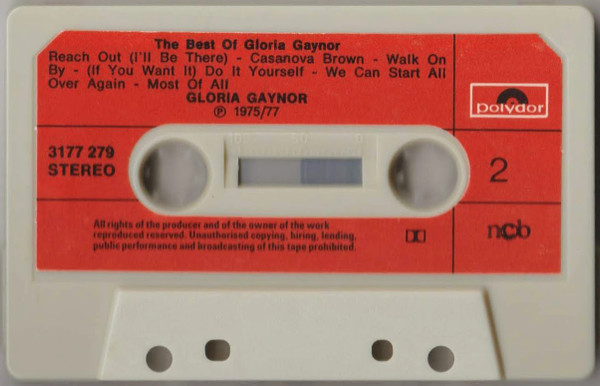 The Best Of Gloria Gaynor
Reach Out (I'll Be There) - Casanova Brown - Walk On
By - (If You Want It) Do It Yourself - We Can Start All
Over Again - Most Of All
GLORIA GAYNOR
℗ 1975/77
polydor
3177 279
STEREO
2
All rights of the producer and of the owner of the work
reproduced reserved. Unauthorised copying, hiring, lending,
public performance and broadcasting of this tape prohibited.
ncb